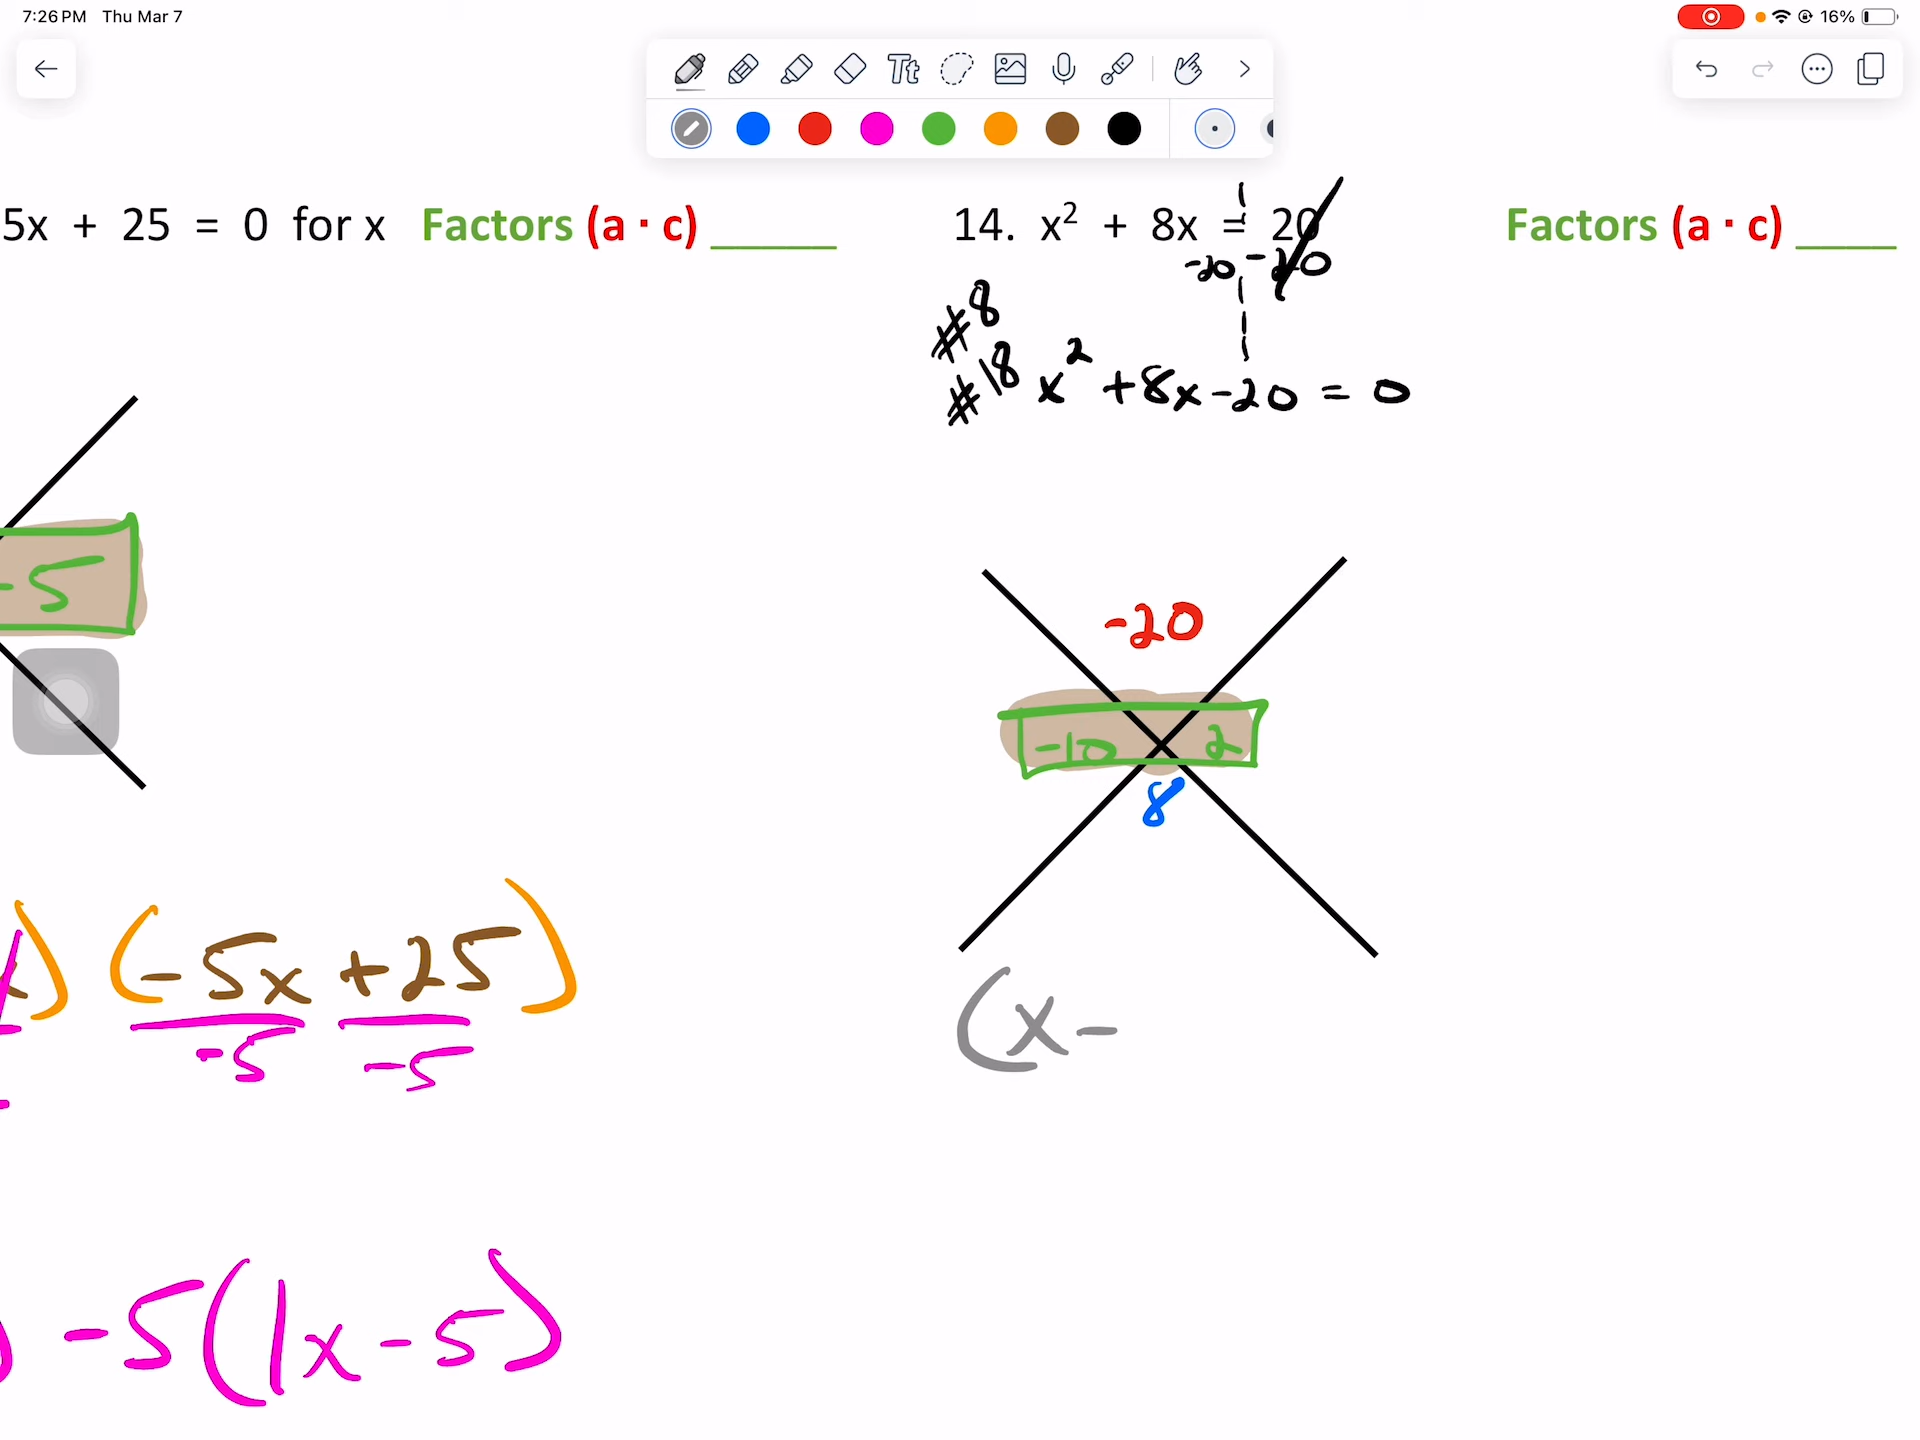 7:26 PM Thu Mar 7
16%
Tt
5x + 25 = 0 for x Factors (a · c) _____
14. x² + 8x = 20 Factors (a · c) ____
-20 -20
#8
#18 x² + 8x - 20 = 0
-5
-20
-10 2
8
(-5x + 25)
-5 -5
(x -
-5(1x - 5)